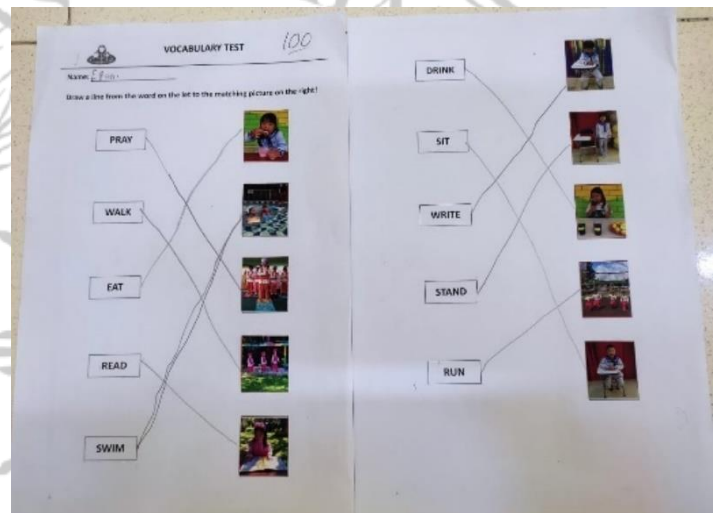 VOCABULARY TEST
100
Name:
Draw a line from the word on the let to the matching picture on the right!
PRAY
WALK
EAT
READ
SWIM
DRINK
SIT
WRITE
STAND
RUN